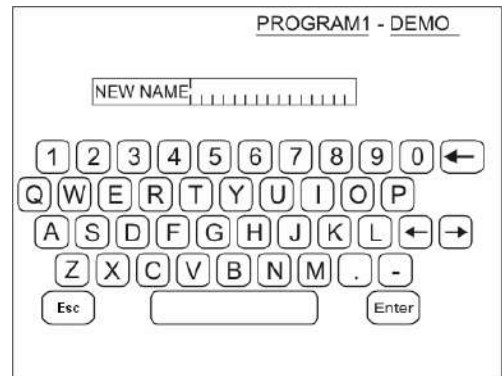 PROGRAM1 - DEMO
NEW NAME
1 2 3 4 5 6 7 8 9 0 ←
Q W E R T Y U I O P
A S D F G H J K L ← →
Z X C V B N M . -
Esc Enter